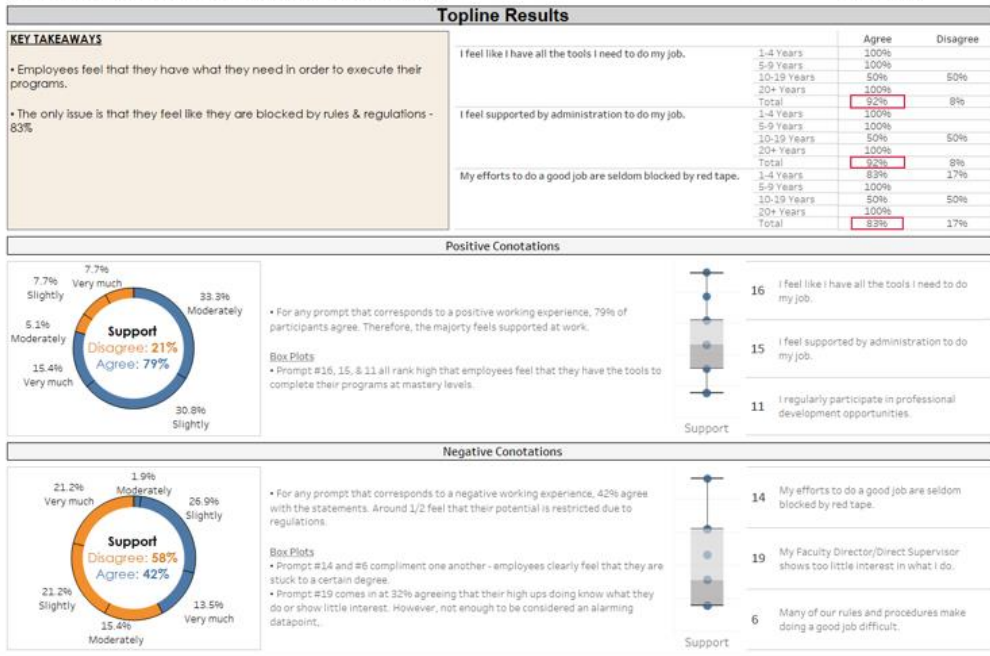 Topline Results
KEY TAKEAWAYS
• Employees feel that they have what they need in order to execute their
programs.
• The only issue is that they feel like they are blocked by rules & regulations -
83%
Agree Disagree
I feel like I have all the tools I need to do my job. 1-4 Years 100%
5-9 Years 100%
10-19 Years 50% 50%
20+ Years 100%
Total 92% 8%
I feel supported by administration to do my job. 1-4 Years 100%
5-9 Years 100%
10-19 Years 50% 50%
20+ Years 100%
Total 92% 8%
My efforts to do a good job are seldom blocked by red tape. 1-4 Years 83% 17%
5-9 Years 100%
10-19 Years 50% 50%
20+ Years 100%
Total 83% 17%
Positive Conotations
7.7%
Very much
7.7%
Slightly
33.3%
Moderately
5.1%
Moderately
15.4%
Very much
30.8%
Slightly
Support
Disagree: 21%
Agree: 79%
• For any prompt that corresponds to a positive working experience, 79% of
participants agree. Therefore, the majorty feels supported at work.
Box Plots
• Prompt #16, 15, & 11 all rank high that employees feel that they have the tools to
complete their programs at mastery levels.
Support
16 I feel like I have all the tools I need to do
my job.
15 I feel supported by administration to do
my job.
11 I regularly participate in professional
development opportunities.
Negative Conotations
1.9%
Moderately
21.2%
Very much
26.9%
Slightly
21.2%
Slightly
15.4%
Moderately
13.5%
Very much
Support
Disagree: 58%
Agree: 42%
• For any prompt that corresponds to a negative working experience, 42% agree
with the statements. Around 1/2 feel that their potential is restricted due to
regulations.
Box Plots
• Prompt #14 and #6 compliment one another - employees clearly feel that they are
stuck to a certain degree.
• Prompt #19 comes in at 32% agreeing that their high ups doing know what they
do or show little interest. However, not enough to be considered an alarming
datapoint,.
Support
14 My efforts to do a good job are seldom
blocked by red tape.
19 My Faculty Director/Direct Supervisor
shows too little interest in what I do.
6 Many of our rules and procedures make
doing a good job difficult.